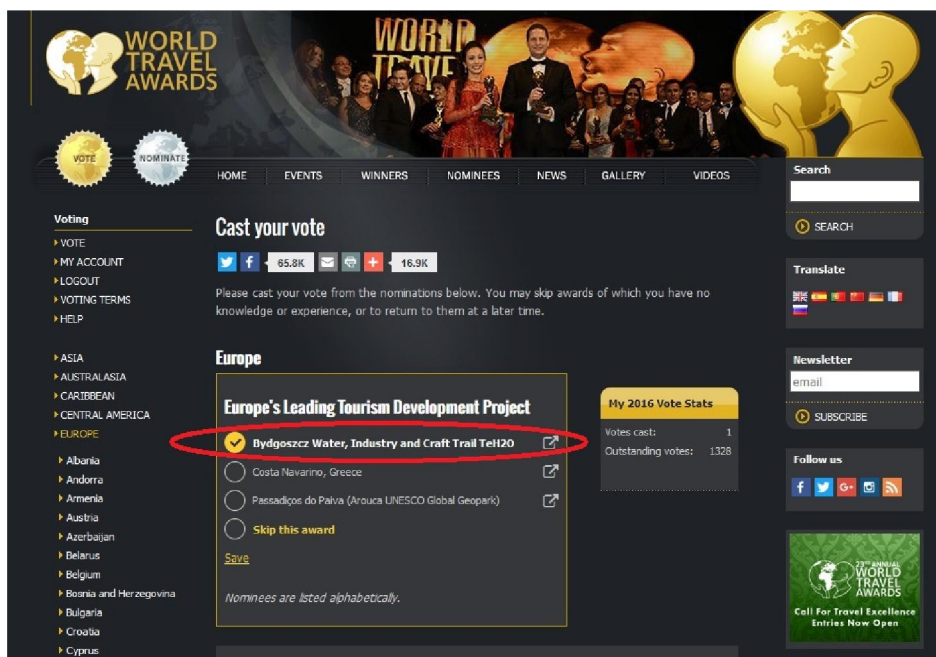 WORLD
TRAVEL
AWARDS
WORLD
TRAVEL
VOTE
NOMINATE
HOME
EVENTS
WINNERS
NOMINEES
NEWS
GALLERY
VIDEOS
Voting
VOTE
MY ACCOUNT
LOGOUT
VOTING TERMS
HELP
ASIA
AUSTRALASIA
CARIBBEAN
CENTRAL AMERICA
EUROPE
Albania
Andorra
Armenia
Austria
Azerbaijan
Belarus
Belgium
Bosnia and Herzegovina
Bulgaria
Croatia
Cyprus
Cast your vote
65.8K
16.9K
Please cast your vote from the nominations below. You may skip awards of which you have no
knowledge or experience, or to return to them at a later time.
Europe
Europe's Leading Tourism Development Project
Bydgoszcz Water, Industry and Craft Trail TeH2O
Costa Navarino, Greece
Passadiços do Paiva (Arouca UNESCO Global Geopark)
Skip this award
Save
Nominees are listed alphabetically.
My 2016 Vote Stats
Votes cast: 1
Outstanding votes: 1328
Search
SEARCH
Translate
Newsletter
email
SUBSCRIBE
Follow us
23RD ANNUAL
WORLD
TRAVEL
AWARDS
Call For Travel Excellence
Entries Now Open